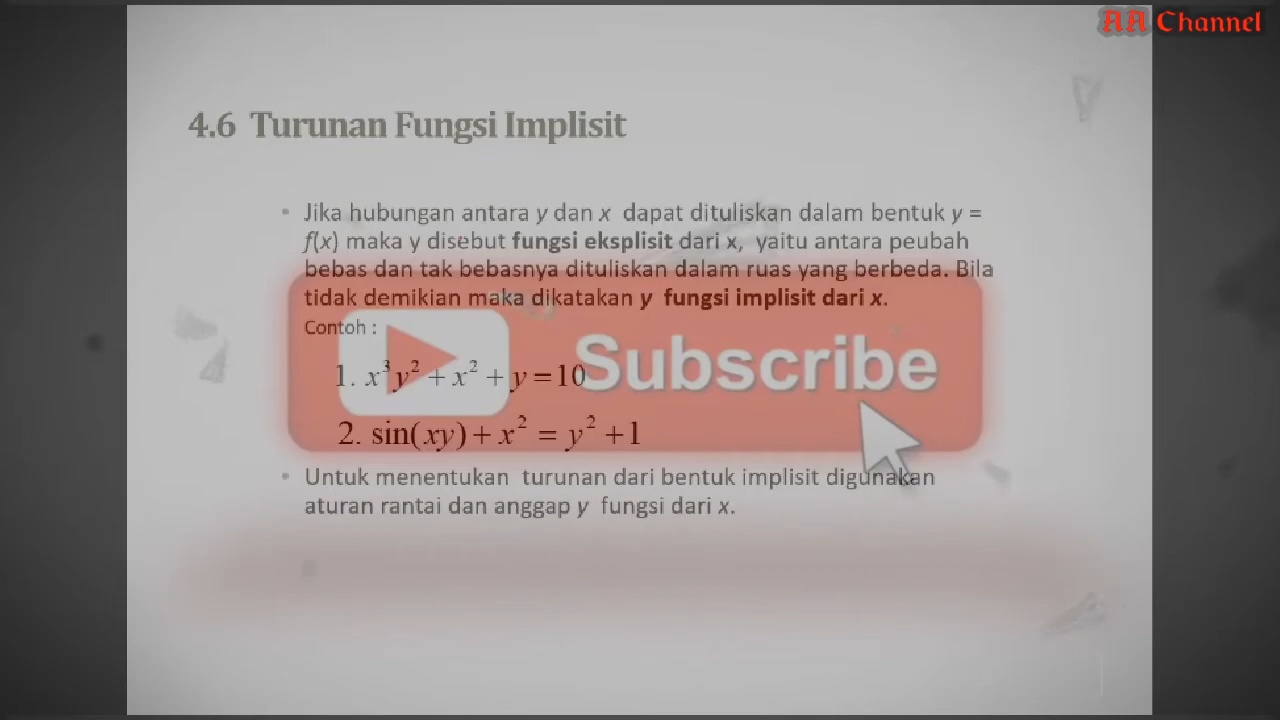 AA Channel
4.6 Turunan Fungsi Implisit
• Jika hubungan antara y dan x dapat dituliskan dalam bentuk y =
f(x) maka y disebut fungsi eksplisit dari x, yaitu antara peubah
bebas dan tak bebasnya dituliskan dalam ruas yang berbeda. Bila
tidak demikian maka dikatakan y fungsi implisit dari x.
Contoh :
1. x³y² + x² + y = 10
Subscribe
2. sin(xy) + x² = y² + 1
• Untuk menentukan turunan dari bentuk implisit digunakan
aturan rantai dan anggap y fungsi dari x.